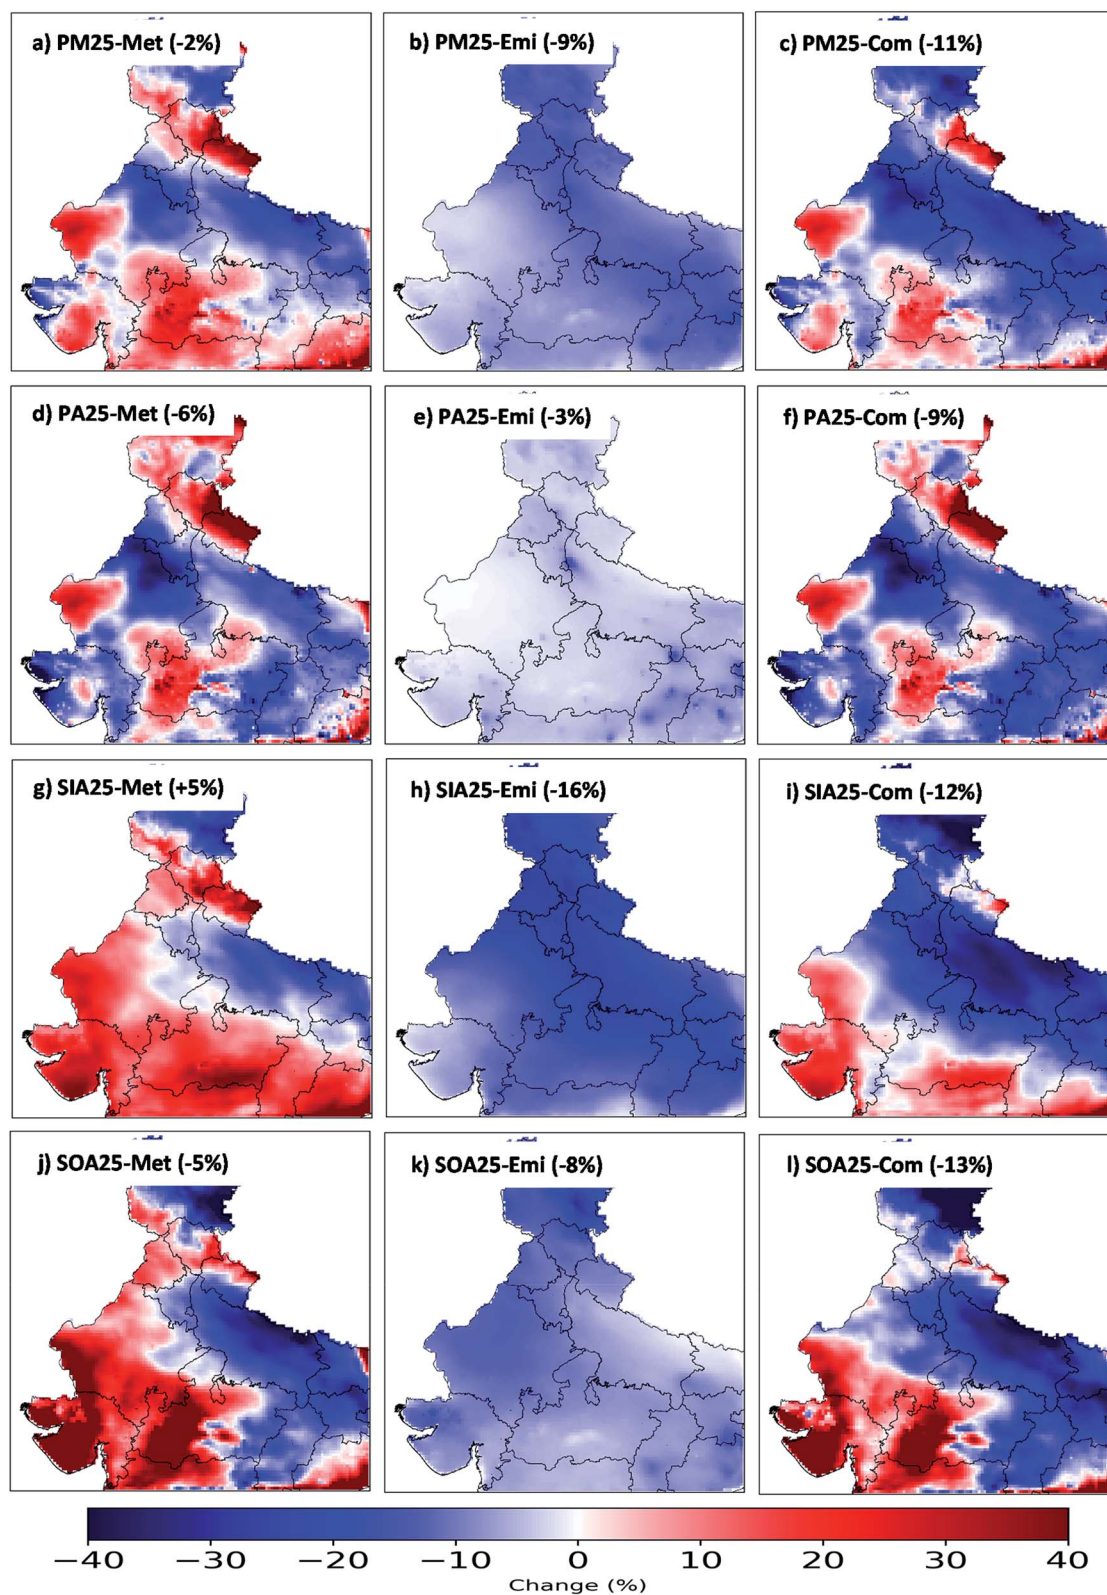 a) PM25-Met (-2%)
b) PM25-Emi (-9%)
c) PM25-Com (-11%)
d) PA25-Met (-6%)
e) PA25-Emi (-3%)
f) PA25-Com (-9%)
g) SIA25-Met (+5%)
h) SIA25-Emi (-16%)
i) SIA25-Com (-12%)
j) SOA25-Met (-5%)
k) SOA25-Emi (-8%)
l) SOA25-Com (-13%)
−40 −30 −20 −10 0 10 20 30 40
Change (%)